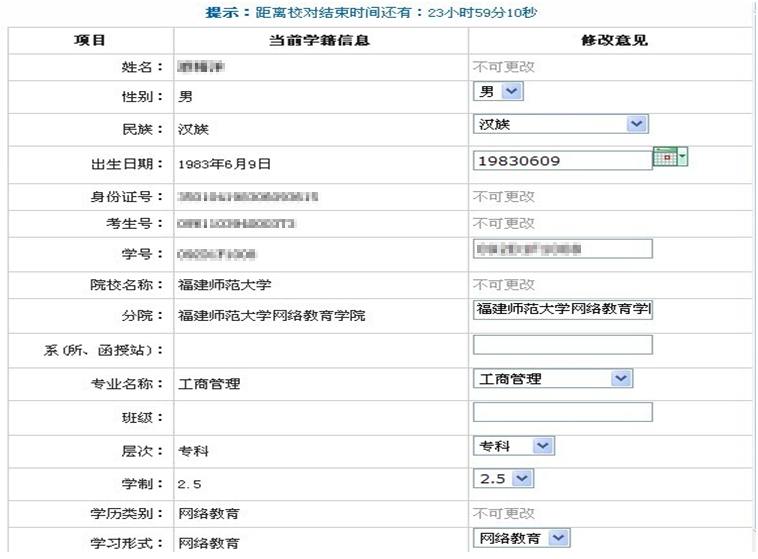 提示：距离校对结束时间还有：23小时59分10秒
项目 当前学籍信息 修改意见
姓名： 不可更改
性别： 男 男
民族： 汉族 汉族
出生日期： 1983年6月9日 19830609
身份证号： 不可更改
考生号： 不可更改
学号：
院校名称： 福建师范大学 不可更改
分院： 福建师范大学网络教育学院 福建师范大学网络教育学
系(所、函授站)：
专业名称： 工商管理 工商管理
班级：
层次： 专科 专科
学制： 2.5 2.5
学历类别： 网络教育 不可更改
学习形式： 网络教育 网络教育